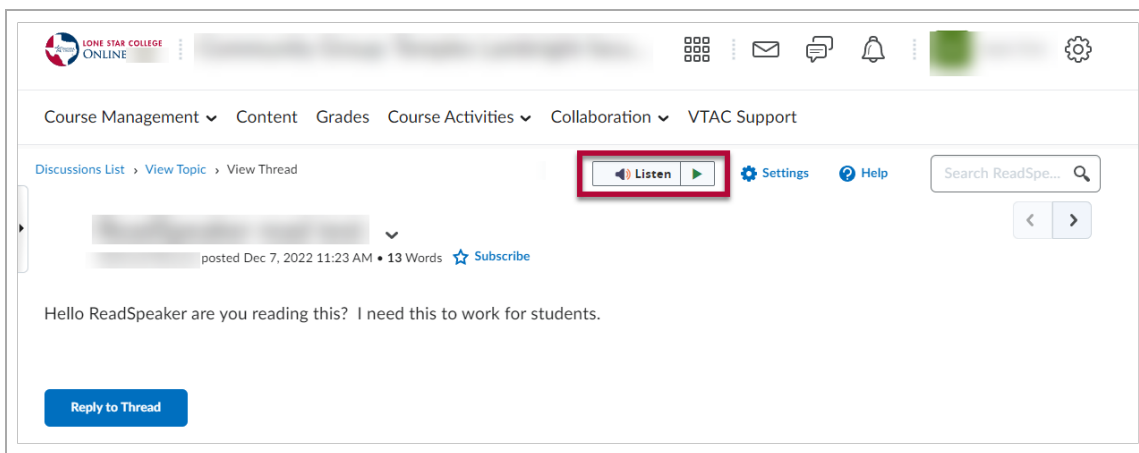 LONE STAR COLLEGE
ONLINE
Course Management Content Grades Course Activities Collaboration VTAC Support
Discussions List › View Topic › View Thread
Listen
Settings
Help
Search ReadSpe...
posted Dec 7, 2022 11:23 AM • 13 Words Subscribe
Hello ReadSpeaker are you reading this? I need this to work for students.
Reply to Thread